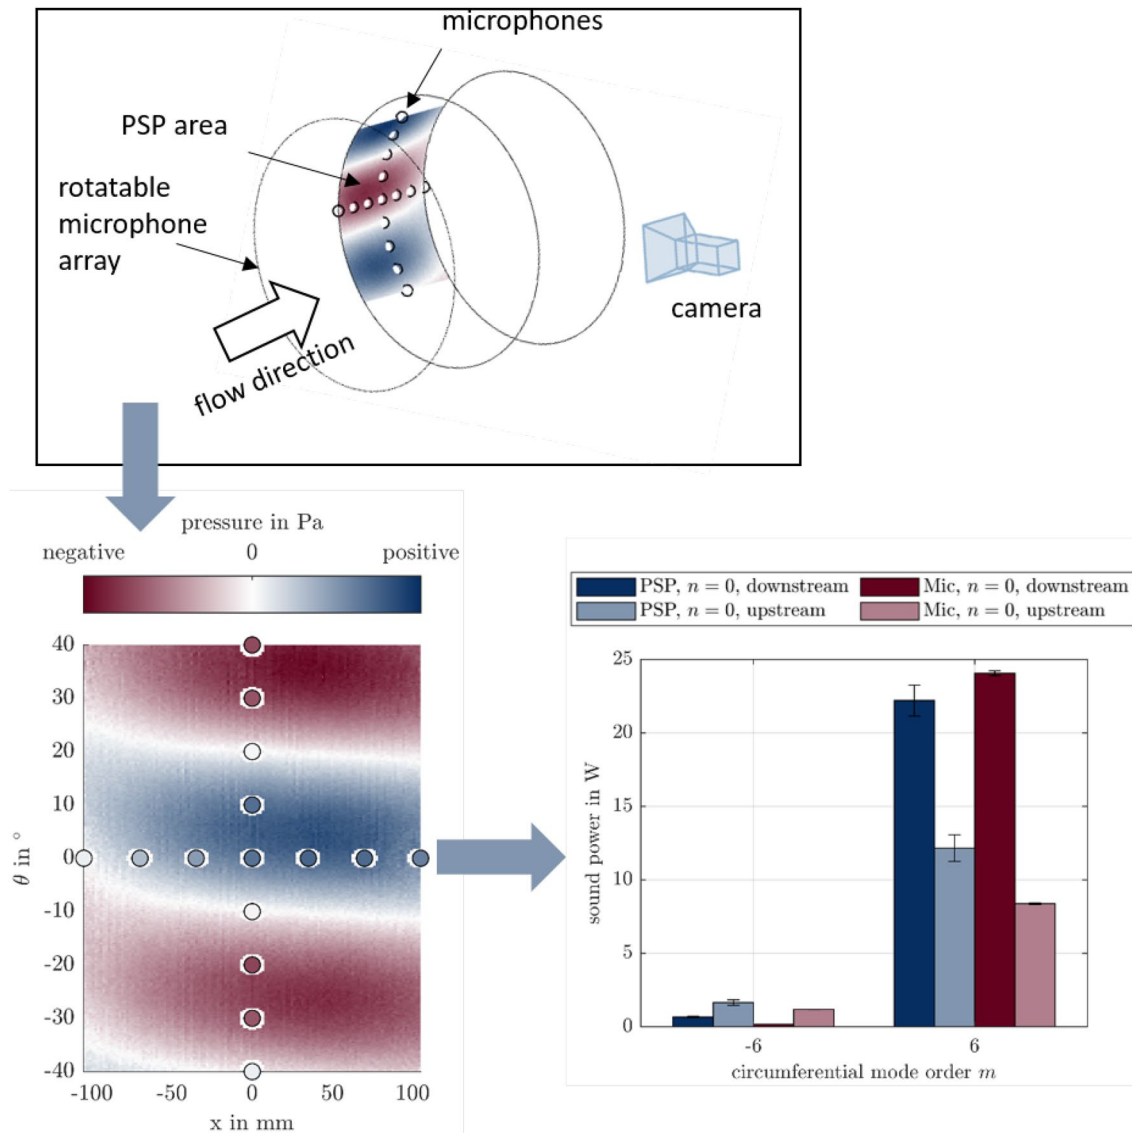 microphones
PSP area
rotatable
microphone
array
camera
flow direction
pressure in Pa
negative 0 positive
40
30
20
10
0
-10
-20
-30
-40
θ in °
-100 -50 0 50 100
x in mm
PSP, n = 0, downstream Mic, n = 0, downstream
PSP, n = 0, upstream Mic, n = 0, upstream
25
20
15
10
5
0
sound power in W
-6 6
circumferential mode order m